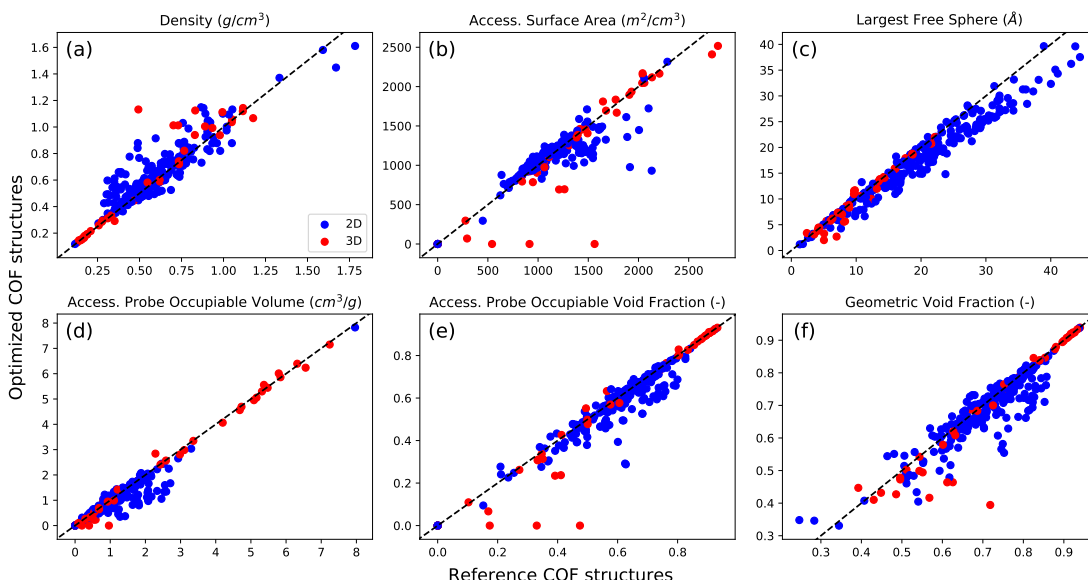 Density (g/cm³)
Access. Surface Area (m²/cm³)
Largest Free Sphere (Å)
(a)
(b)
(c)
1.6
1.4
1.2
1.0
0.8
0.6
0.4
0.2
2D
3D
0.25 0.50 0.75 1.00 1.25 1.50 1.75
2500
2000
1500
1000
500
0
0 500 1000 1500 2000 2500
40
35
30
25
20
15
10
5
0
0 10 20 30 40
Optimized COF structures
Access. Probe Occupiable Volume (cm³/g)
Access. Probe Occupiable Void Fraction (-)
Geometric Void Fraction (-)
(d)
(e)
(f)
8
7
6
5
4
3
2
1
0
0 1 2 3 4 5 6 7 8
0.8
0.6
0.4
0.2
0.0
0.0 0.2 0.4 0.6 0.8
0.9
0.8
0.7
0.6
0.5
0.4
0.3
0.3 0.4 0.5 0.6 0.7 0.8 0.9
Reference COF structures